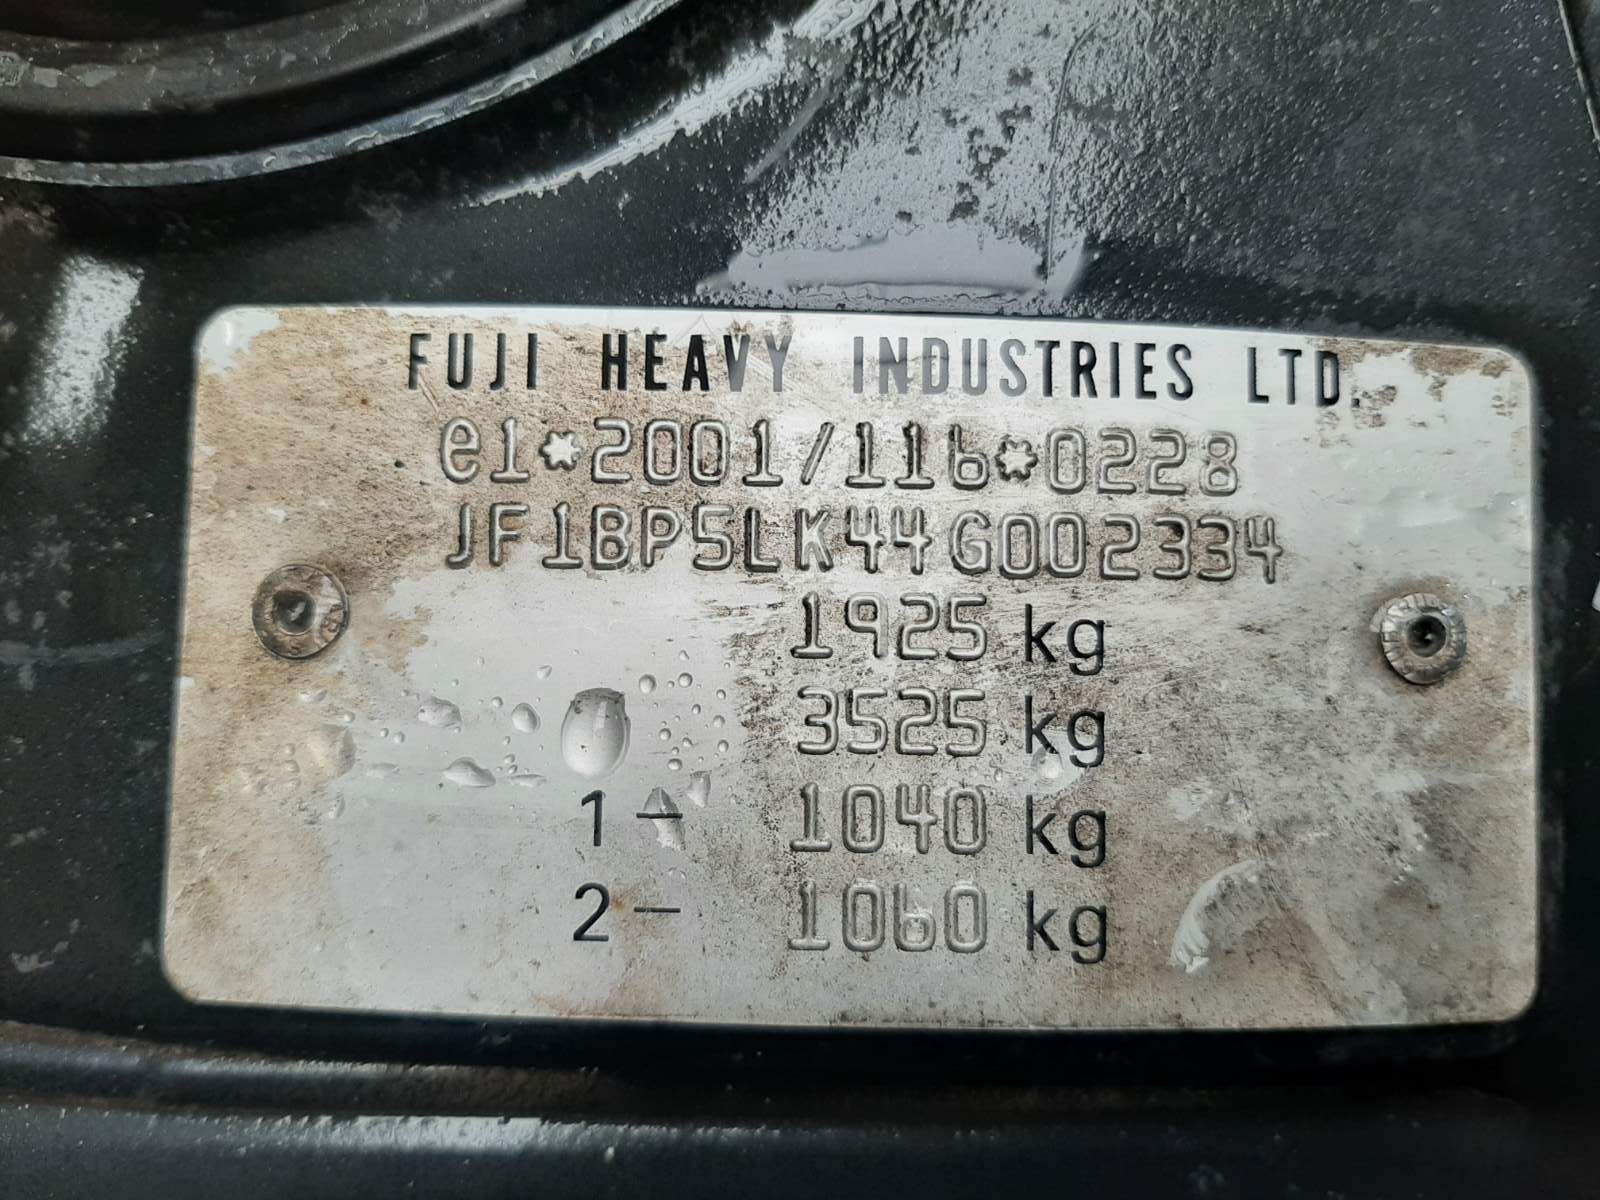 FUJI HEAVY INDUSTRIES LTD.
e1*2001/116*0228
JF1BP5LK44G002334
1925 kg
3525 kg
1- 1040 kg
2- 1060 kg